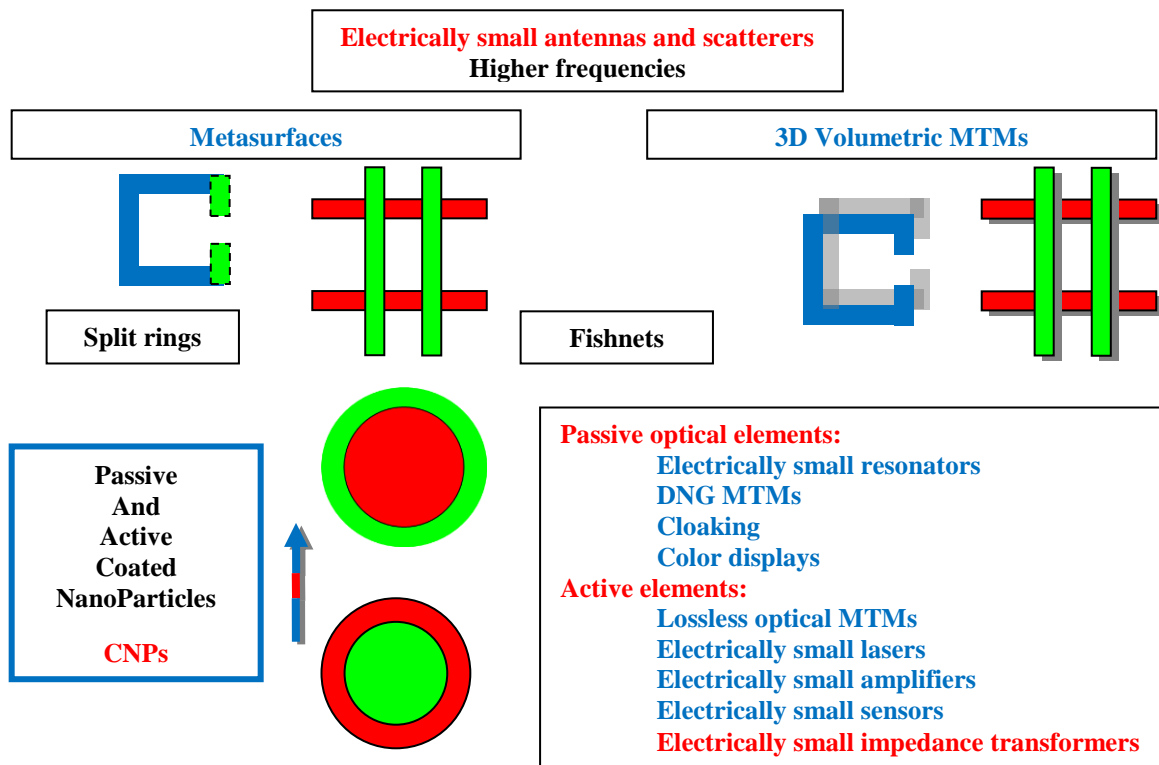 Electrically small antennas and scatterers
Higher frequencies
Metasurfaces
3D Volumetric MTMs
Split rings
Fishnets
Passive
And
Active
Coated
NanoParticles
CNPs
Passive optical elements:
Electrically small resonators
DNG MTMs
Cloaking
Color displays
Active elements:
Lossless optical MTMs
Electrically small lasers
Electrically small amplifiers
Electrically small sensors
Electrically small impedance transformers